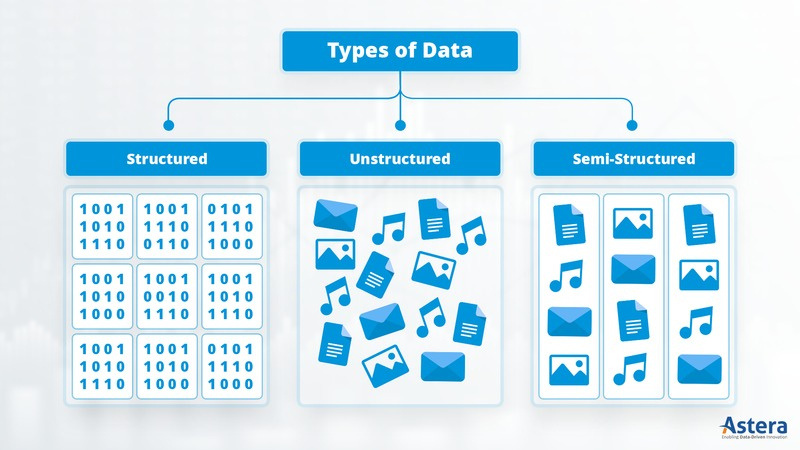 Types of Data
Structured
Unstructured
Semi-Structured
1001 1001 0101
1010 1110 1110
1110 0110 1000
1001 1001 1001
1010 0010 1010
1000 1010 1110
1001 1001 0101
1010 1010 1110
1110 1000 1000
Astera
Enabling Data-Driven Innovation